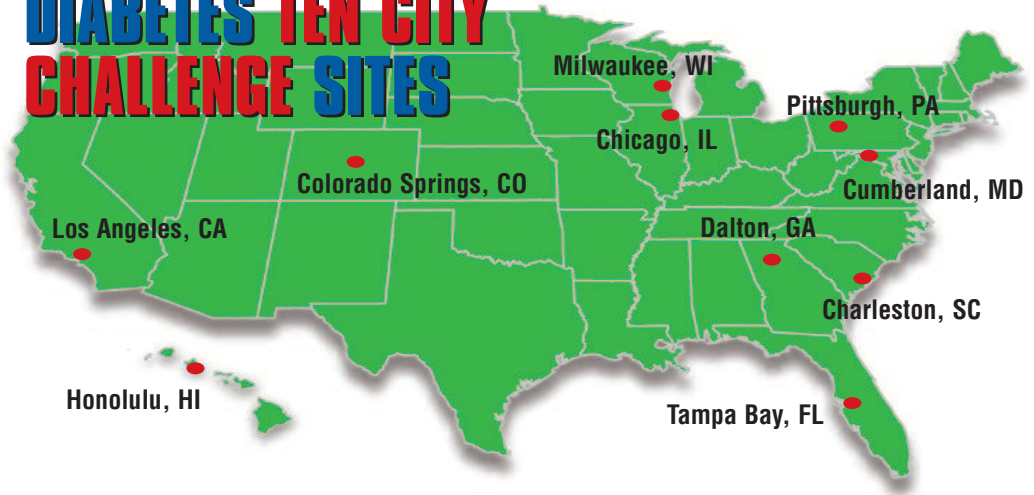 DIABETES TEN CITY
CHALLENGE SITES
Milwaukee, WI
Pittsburgh, PA
Chicago, IL
Colorado Springs, CO
Cumberland, MD
Los Angeles, CA
Dalton, GA
Charleston, SC
Honolulu, HI
Tampa Bay, FL